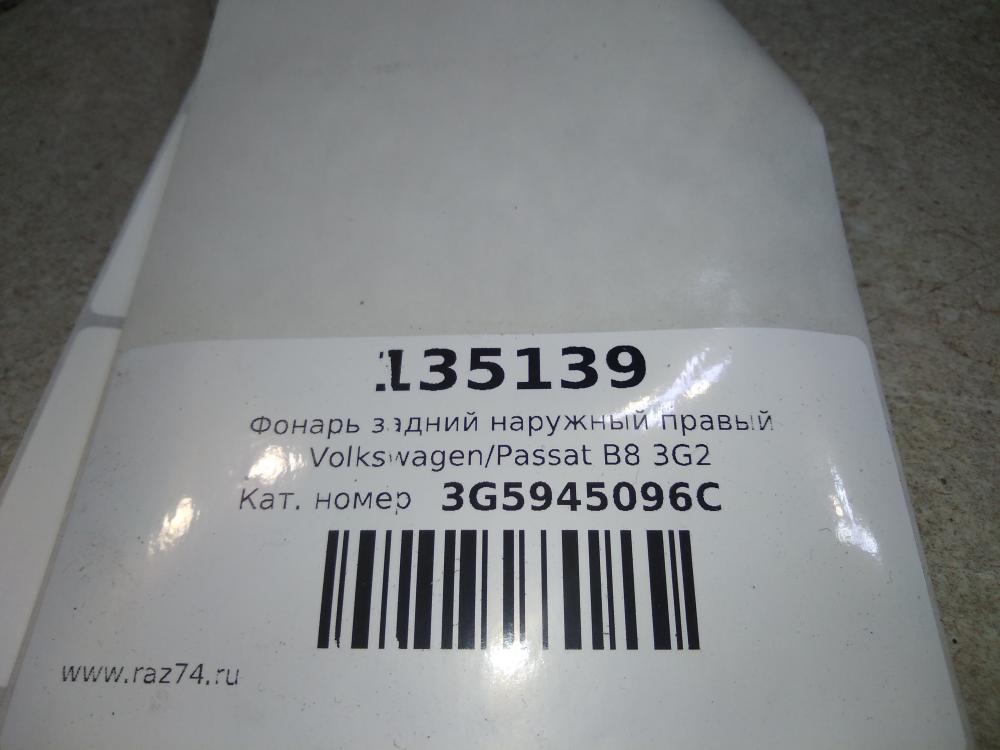 135139
Фонарь задний наружный правый
Volkswagen/Passat B8 3G2
Кат. номер 3G5945096C
www.raz74.ru